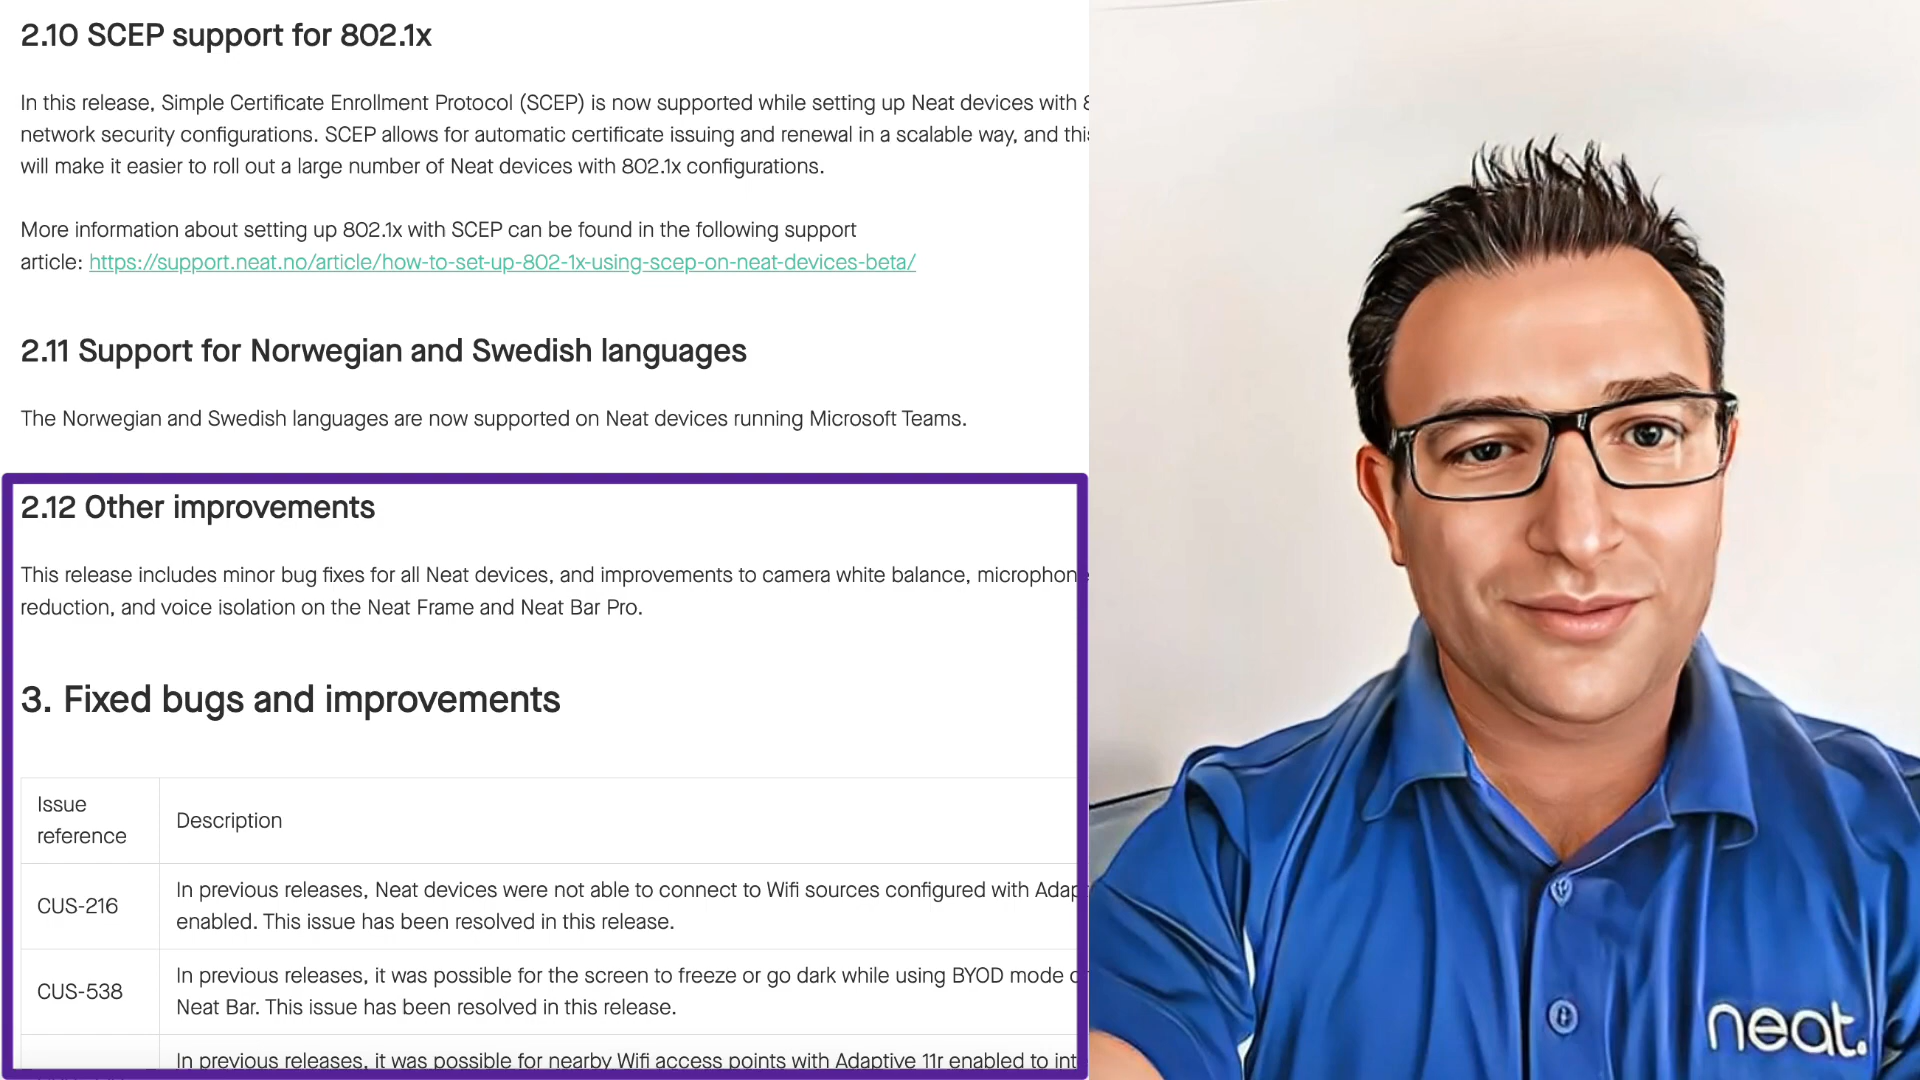 2.10 SCEP support for 802.1x
In this release, Simple Certificate Enrollment Protocol (SCEP) is now supported while setting up Neat devices with
network security configurations. SCEP allows for automatic certificate issuing and renewal in a scalable way, and this
will make it easier to roll out a large number of Neat devices with 802.1x configurations.
More information about setting up 802.1x with SCEP can be found in the following support
article: https://support.neat.no/article/how-to-set-up-802-1x-using-scep-on-neat-devices-beta/
2.11 Support for Norwegian and Swedish languages
The Norwegian and Swedish languages are now supported on Neat devices running Microsoft Teams.
2.12 Other improvements
This release includes minor bug fixes for all Neat devices, and improvements to camera white balance, microphone
reduction, and voice isolation on the Neat Frame and Neat Bar Pro.
3. Fixed bugs and improvements
Issue
reference
Description
CUS-216
In previous releases, Neat devices were not able to connect to Wifi sources configured with Adap
enabled. This issue has been resolved in this release.
CUS-538
In previous releases, it was possible for the screen to freeze or go dark while using BYOD mode
Neat Bar. This issue has been resolved in this release.
In previous releases, it was possible for nearby Wifi access points with Adaptive 11r enabled to int
neat.